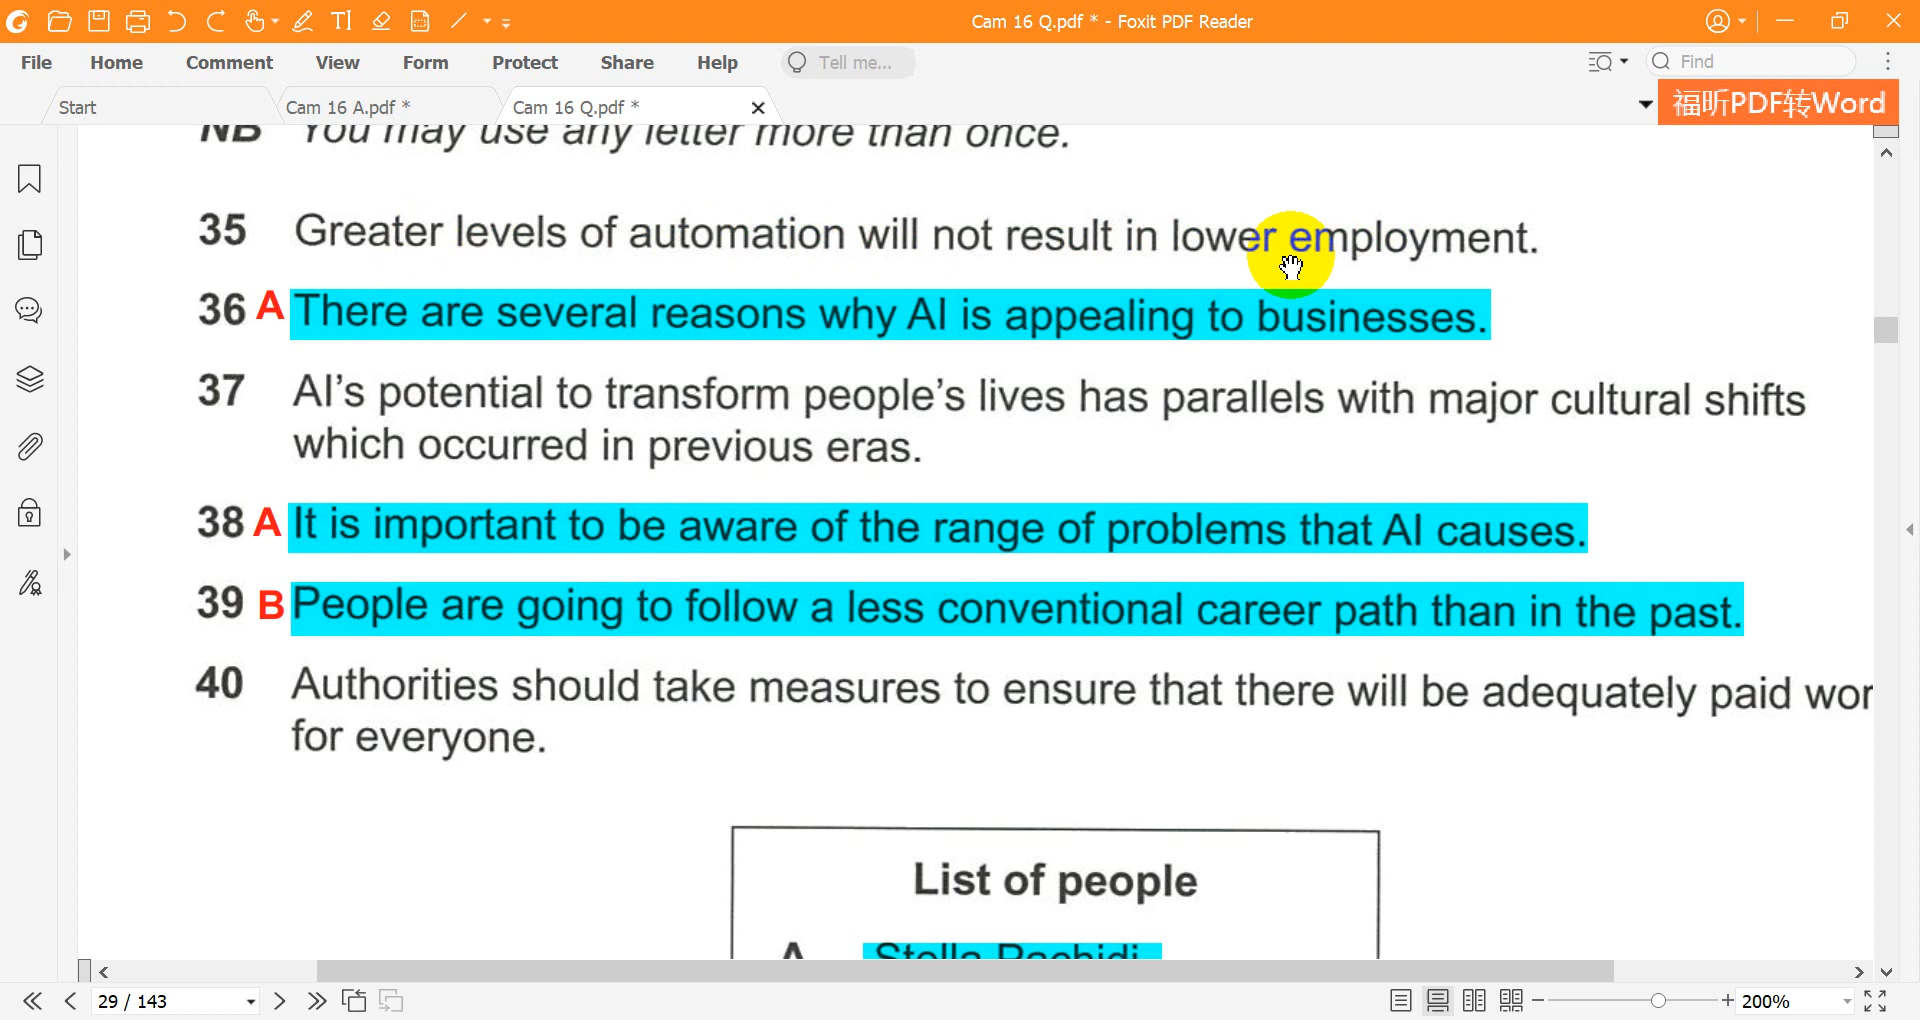 Cam 16 Q.pdf * - Foxit PDF Reader
File Home Comment View Form Protect Share Help Tell me... Find
Start Cam 16 A.pdf * Cam 16 Q.pdf * 福昕PDF转Word
NB You may use any letter more than once.
35 Greater levels of automation will not result in lower employment.
36 A There are several reasons why AI is appealing to businesses.
37 AI's potential to transform people's lives has parallels with major cultural shifts
which occurred in previous eras.
38 A It is important to be aware of the range of problems that AI causes.
39 B People are going to follow a less conventional career path than in the past.
40 Authorities should take measures to ensure that there will be adequately paid wor
for everyone.
List of people
A Stella Pachidi
29 / 143 200%